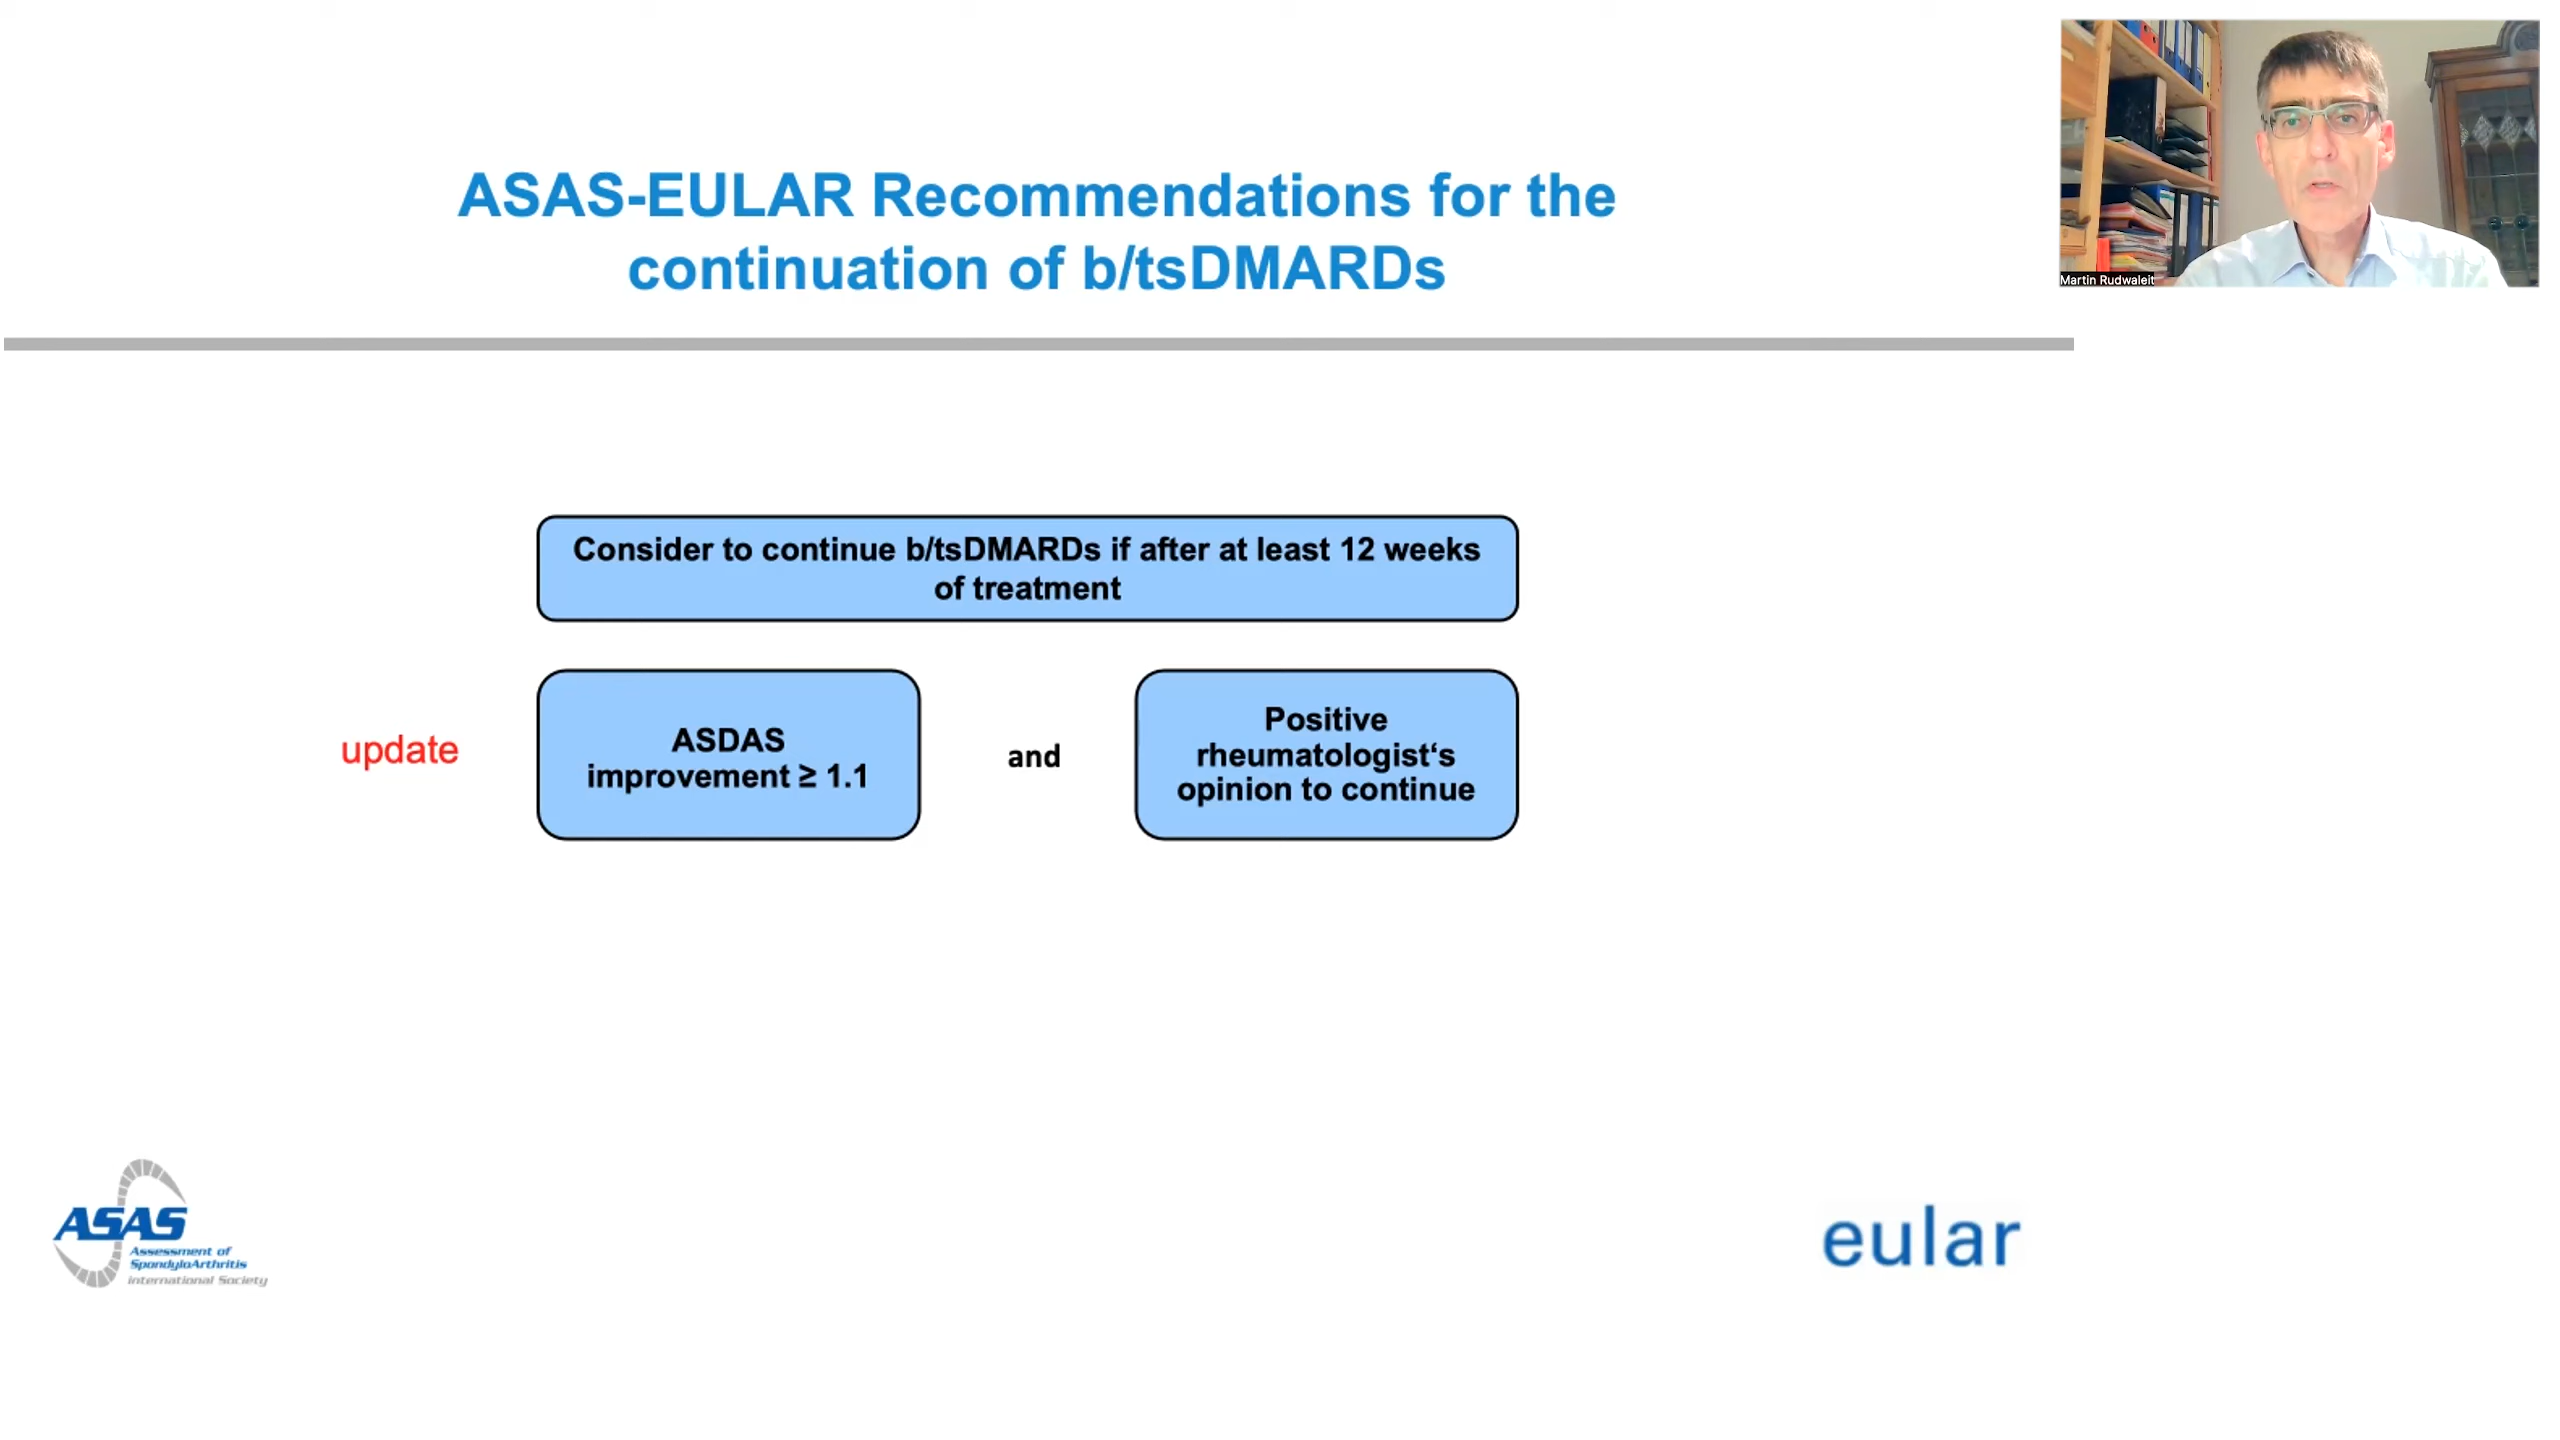 ASAS-EULAR Recommendations for the
continuation of b/tsDMARDs
Martin Rudwaleit
Consider to continue b/tsDMARDs if after at least 12 weeks
of treatment
update
ASDAS
improvement ≥ 1.1
and
Positive
rheumatologist‘s
opinion to continue
ASAS
Assessment of
SpondyloArthritis
international Society
eular